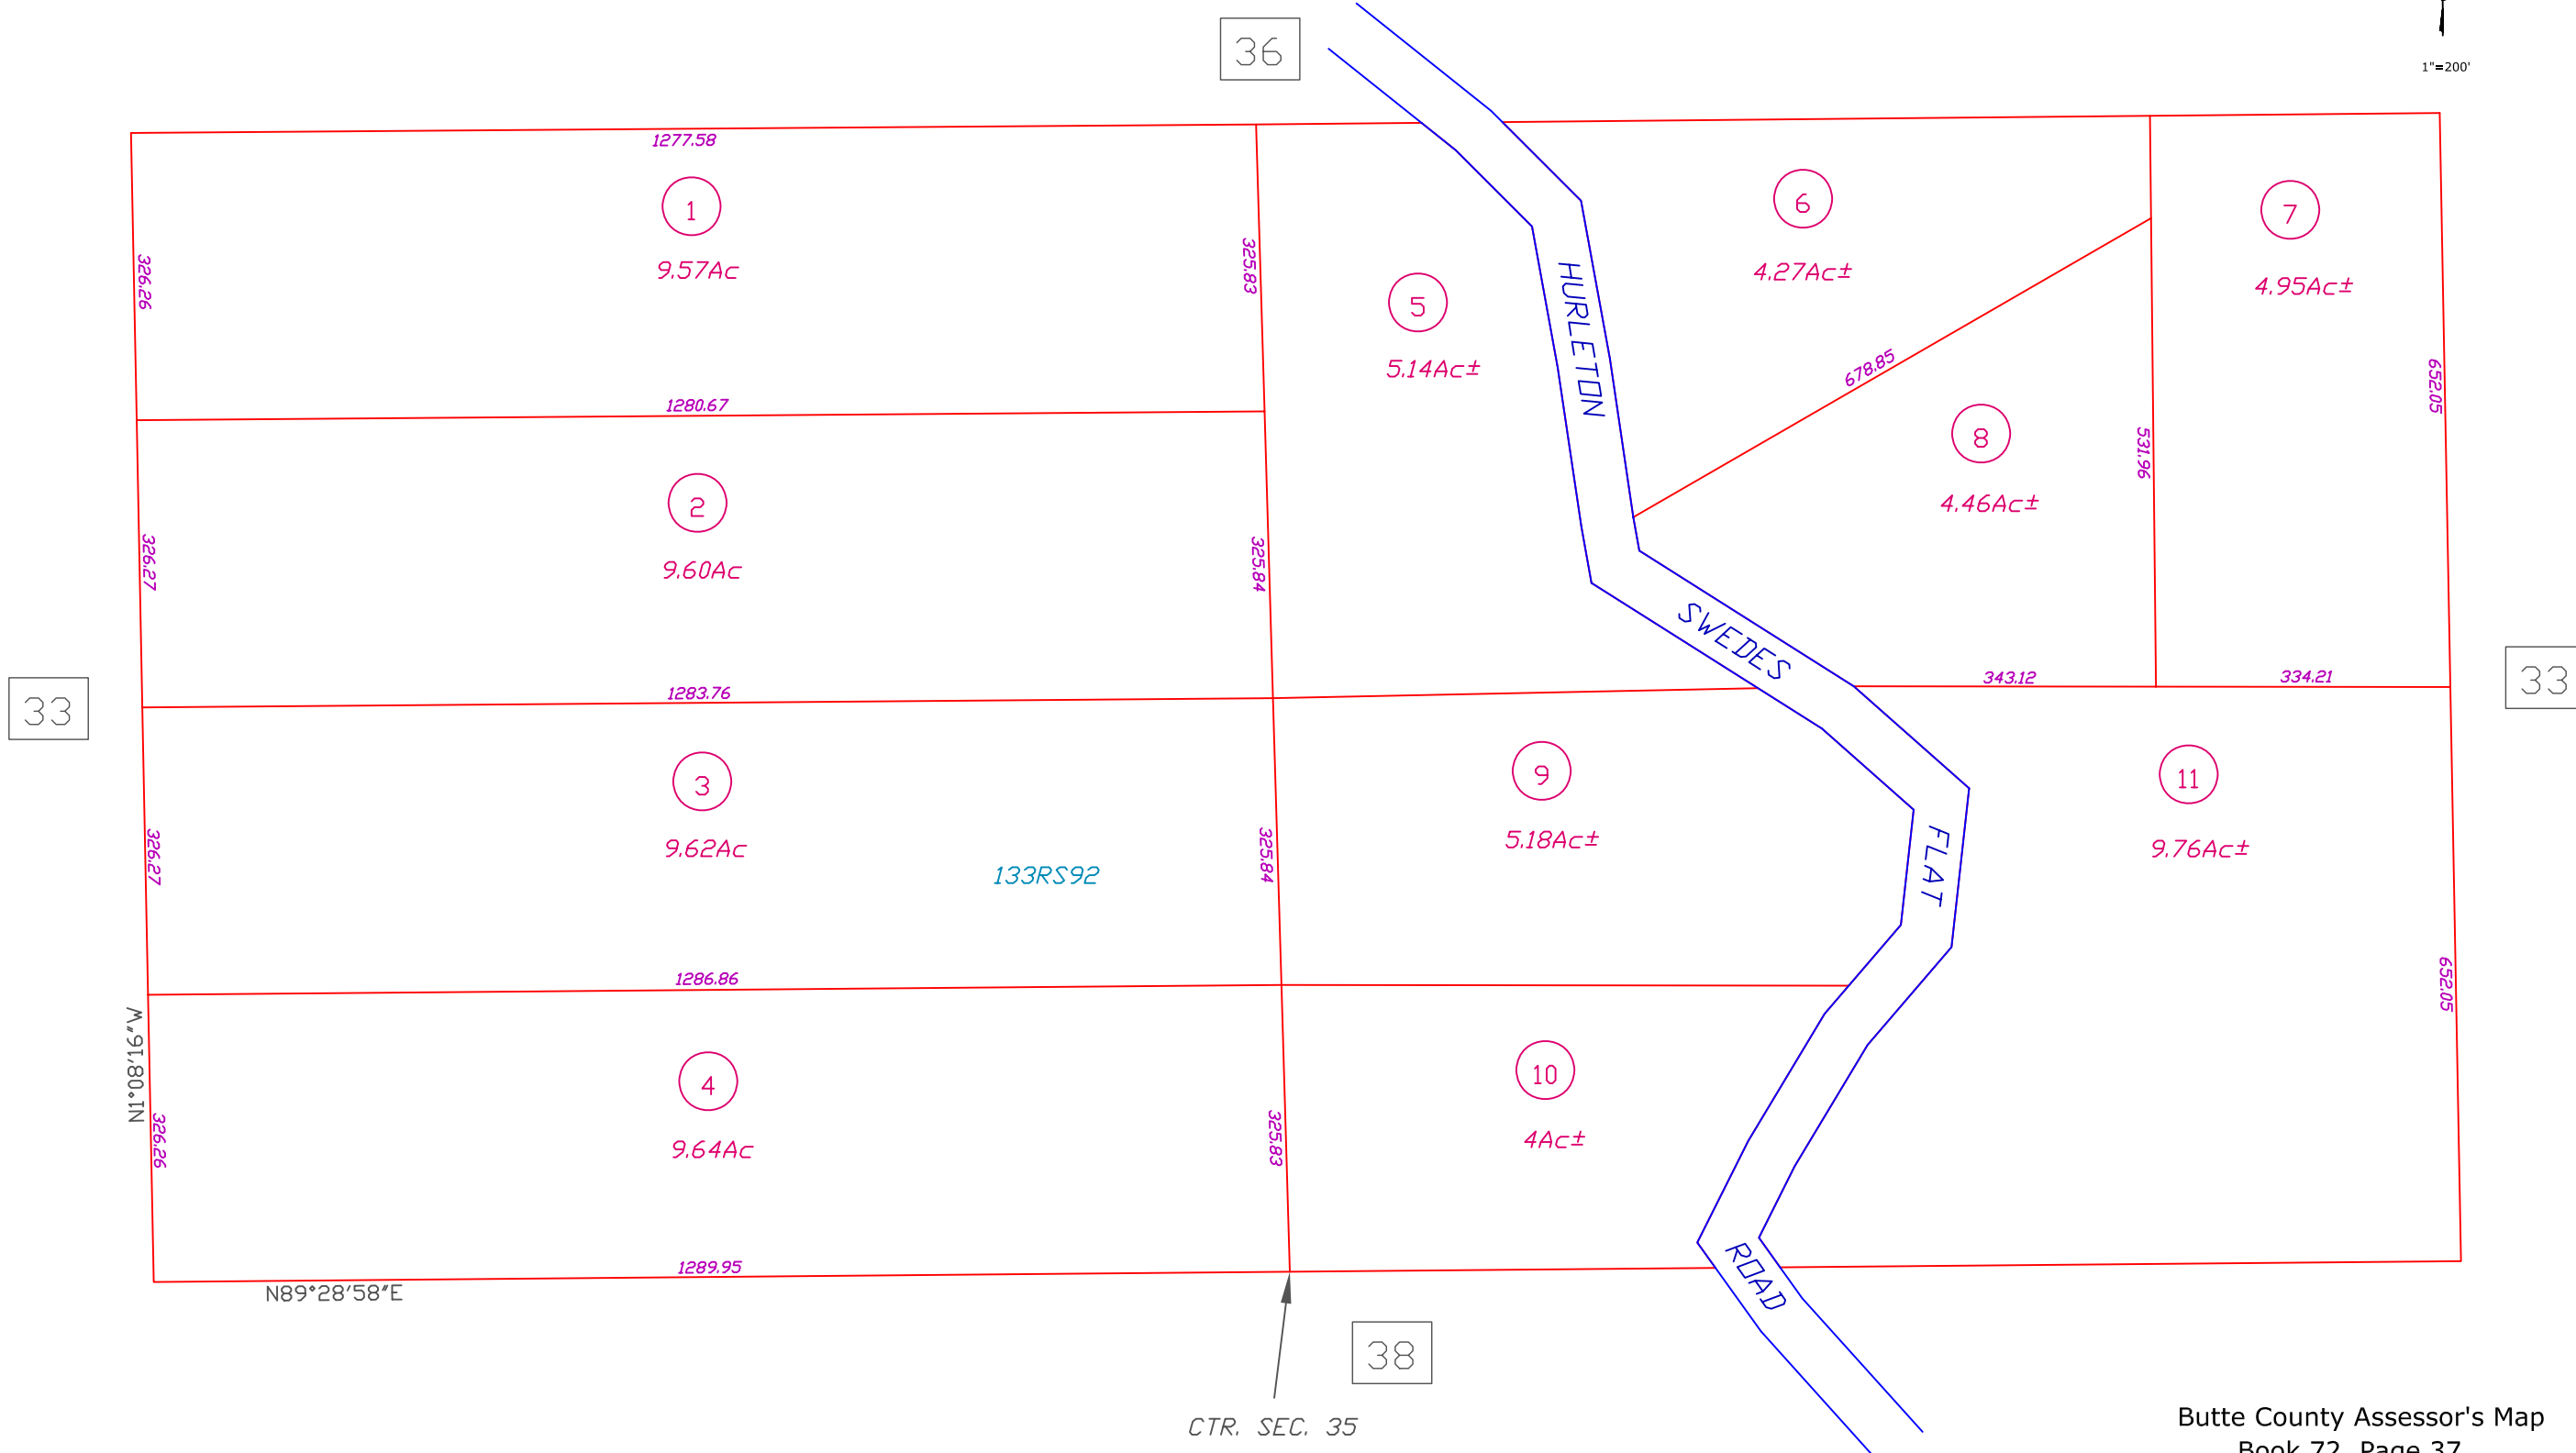 36
1"=200'
1277.58
1
9.57Ac
326.26
325.83
5
5.14Ac±
HURLETON
6
4.27Ac±
7
4.95Ac±
678.85
652.05
1280.67
2
9.60Ac
326.27
325.84
8
4.46Ac±
531.96
SWEDES
343.12
334.21
33
33
1283.76
3
9.62Ac
133RS92
326.27
325.84
9
5.18Ac±
FLAT
11
9.76Ac±
652.05
1286.86
N1°08'16"W
4
9.64Ac
326.26
325.83
10
4Ac±
ROAD
1289.95
N89°28'58"E
38
CTR. SEC. 35
Butte County Assessor's Map
Book 72, Page 37